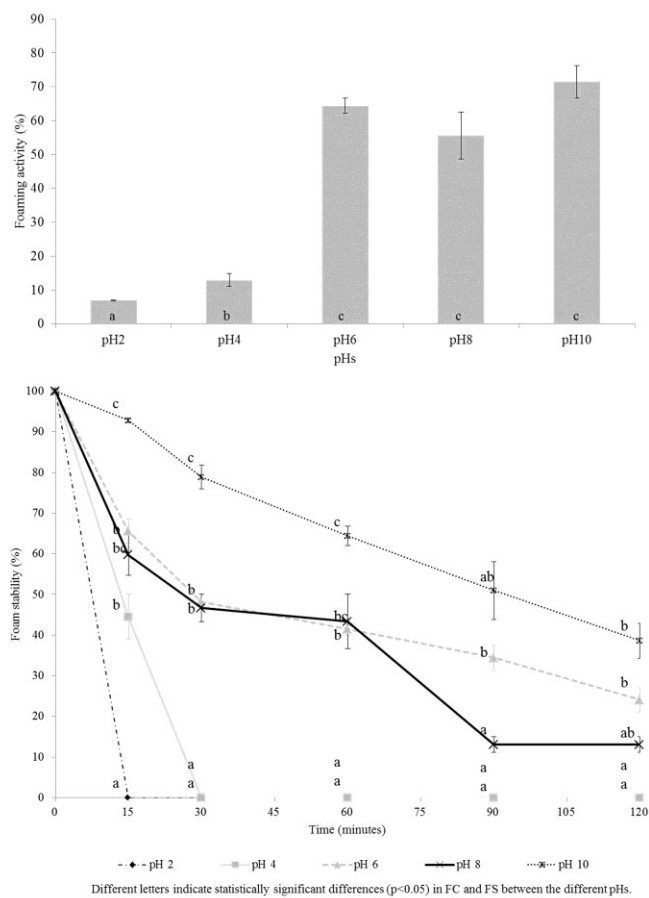 90
80
70
60
50
40
30
20
10
0
Foaming activity (%)
a b c c c
pH2 pH4 pH6 pH8 pH10
pHs
100
90
80
70
60
50
40
30
20
10
0
Foam stability (%)
c
c
c
ab
b
b
bc
b
b
b
bc
b
b
b
a
ab
a
a
a
a
a
a
a
a
a
0 15 30 45 60 75 90 105 120
Time (minutes)
pH 2 pH 4 pH 6 pH 8 pH 10
Different letters indicate statistically significant differences (p<0.05) in FC and FS between the different pHs.